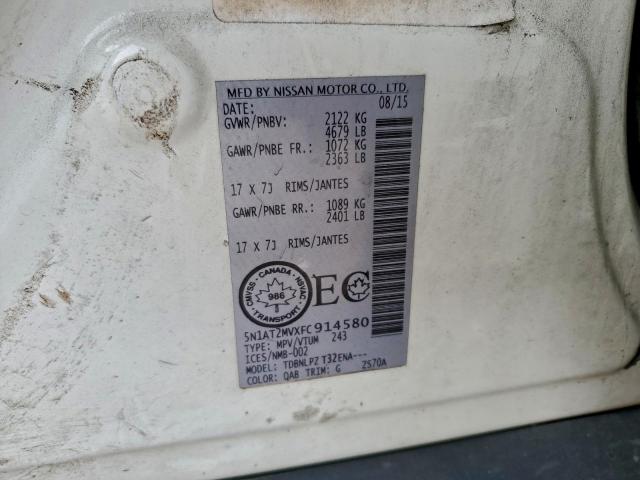 MFD BY NISSAN MOTOR CO., LTD.
DATE: 08/15
GVWR/PNBV: 2122 KG
4679 LB
GAWR/PNBE FR.: 1072 KG
2363 LB
17 X 7J RIMS/JANTES
GAWR/PNBE RR.: 1089 KG
2401 LB
17 X 7J RIMS/JANTES
CMVSS - CANADA - NSVAC
986
TRANSPORT
EC
5N1AT2MVXFC914580
TYPE: MPV/VTUM 243
ICES/NMB-002
MODEL: TDBNLPZ T32ENA---
COLOR: QAB TRIM: G 2S70A